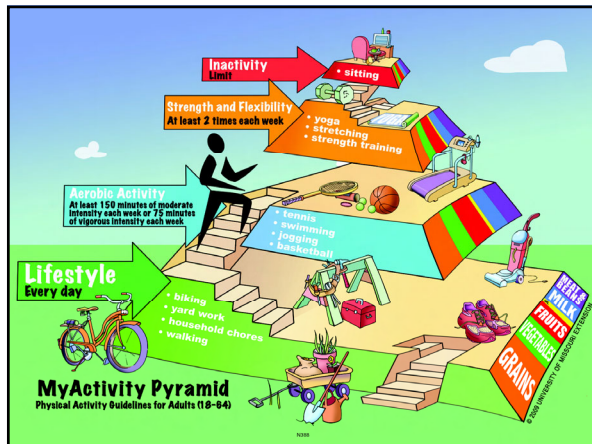 Inactivity
Limit
• sitting
Strength and Flexibility
At least 2 times each week
• yoga
• stretching
• strength training
YOGA
Aerobic Activity
At least 150 minutes of moderate
intensity each week or 75 minutes
of vigorous intensity each week
• tennis
• swimming
• jogging
• basketball
Lifestyle
Every day
• biking
• yard work
• household chores
• walking
MEAT &
BEANS
MILK
FRUITS
VEGETABLES
GRAINS
MyActivity Pyramid
Physical Activity Guidelines for Adults (18-64)
N388
© 2009 UNIVERSITY OF MISSOURI EXTENSION